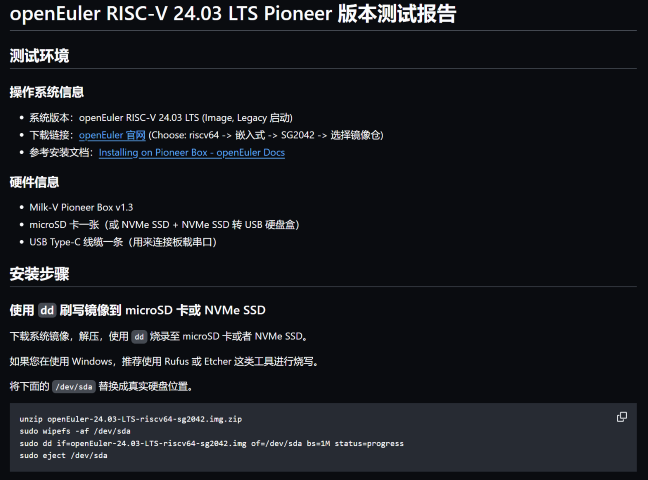 openEuler RISC-V 24.03 LTS Pioneer 版本测试报告
测试环境
操作系统信息
系统版本：openEuler RISC-V 24.03 LTS (Image, Legacy 启动)
下载链接：openEuler 官网 (Choose: riscv64 -> 嵌入式 -> SG2042 -> 选择镜像仓)
参考安装文档：Installing on Pioneer Box - openEuler Docs
硬件信息
Milk-V Pioneer Box v1.3
microSD 卡一张（或 NVMe SSD + NVMe SSD 转 USB 硬盘盒）
USB Type-C 线缆一条（用来连接板载串口）
安装步骤
使用 dd 刷写镜像到 microSD 卡或 NVMe SSD
下载系统镜像，解压，使用 dd 烧录至 microSD 卡或者 NVMe SSD。
如果您在使用 Windows，推荐使用 Rufus 或 Etcher 这类工具进行烧写。
将下面的 /dev/sda 替换成真实硬盘位置。
unzip openEuler-24.03-LTS-riscv64-sg2042.img.zip
sudo wipefs -af /dev/sda
sudo dd if=openEuler-24.03-LTS-riscv64-sg2042.img of=/dev/sda bs=1M status=progress
sudo eject /dev/sda